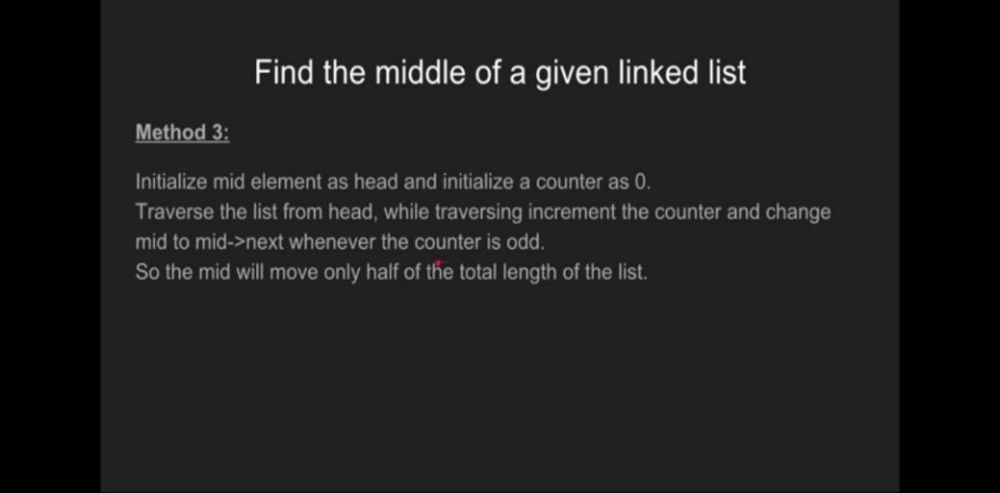 Find the middle of a given linked list
Method 3:
Initialize mid element as head and initialize a counter as 0.
Traverse the list from head, while traversing increment the counter and change
mid to mid->next whenever the counter is odd.
So the mid will move only half of the total length of the list.